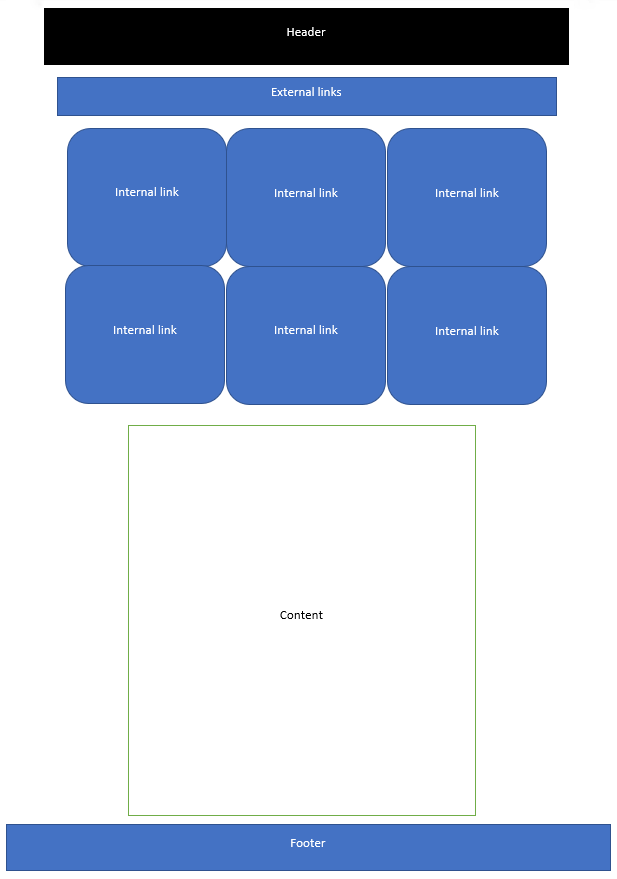 Header
External links
Internal link
Internal link
Internal link
Internal link
Internal link
Internal link
Content
Footer